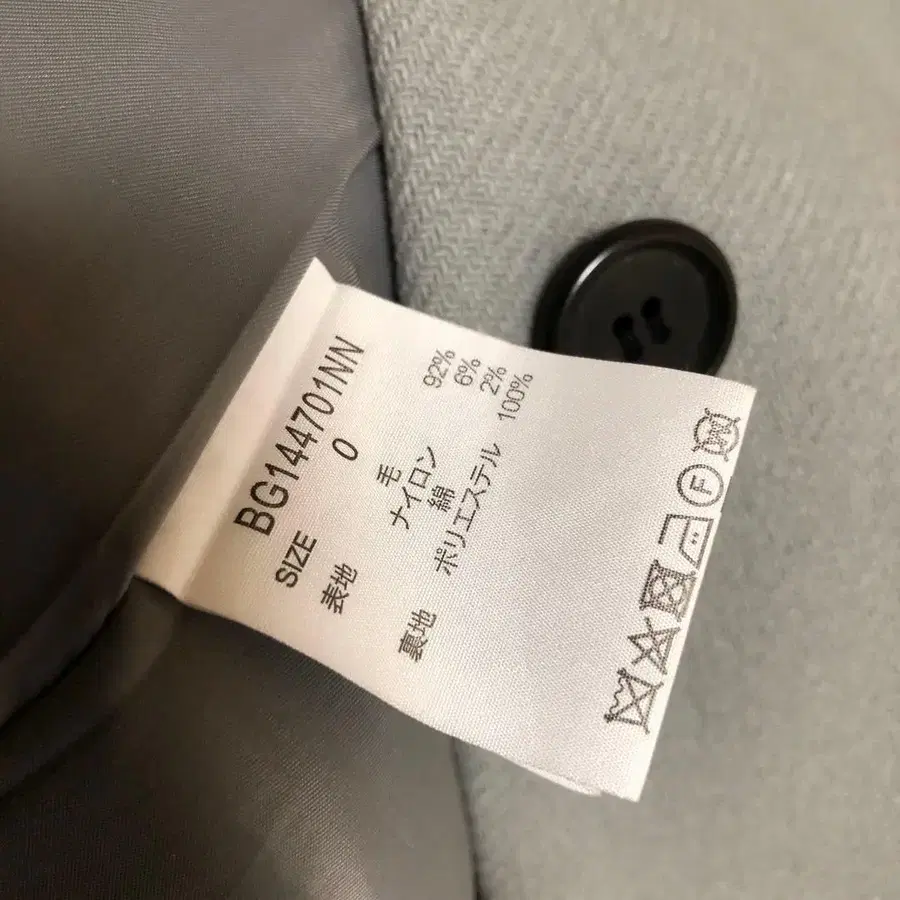 BG144701NN
SIZE 0
表地 毛 92%
ナイロン 6%
綿 2%
裏地 ポリエステル 100%
F
W